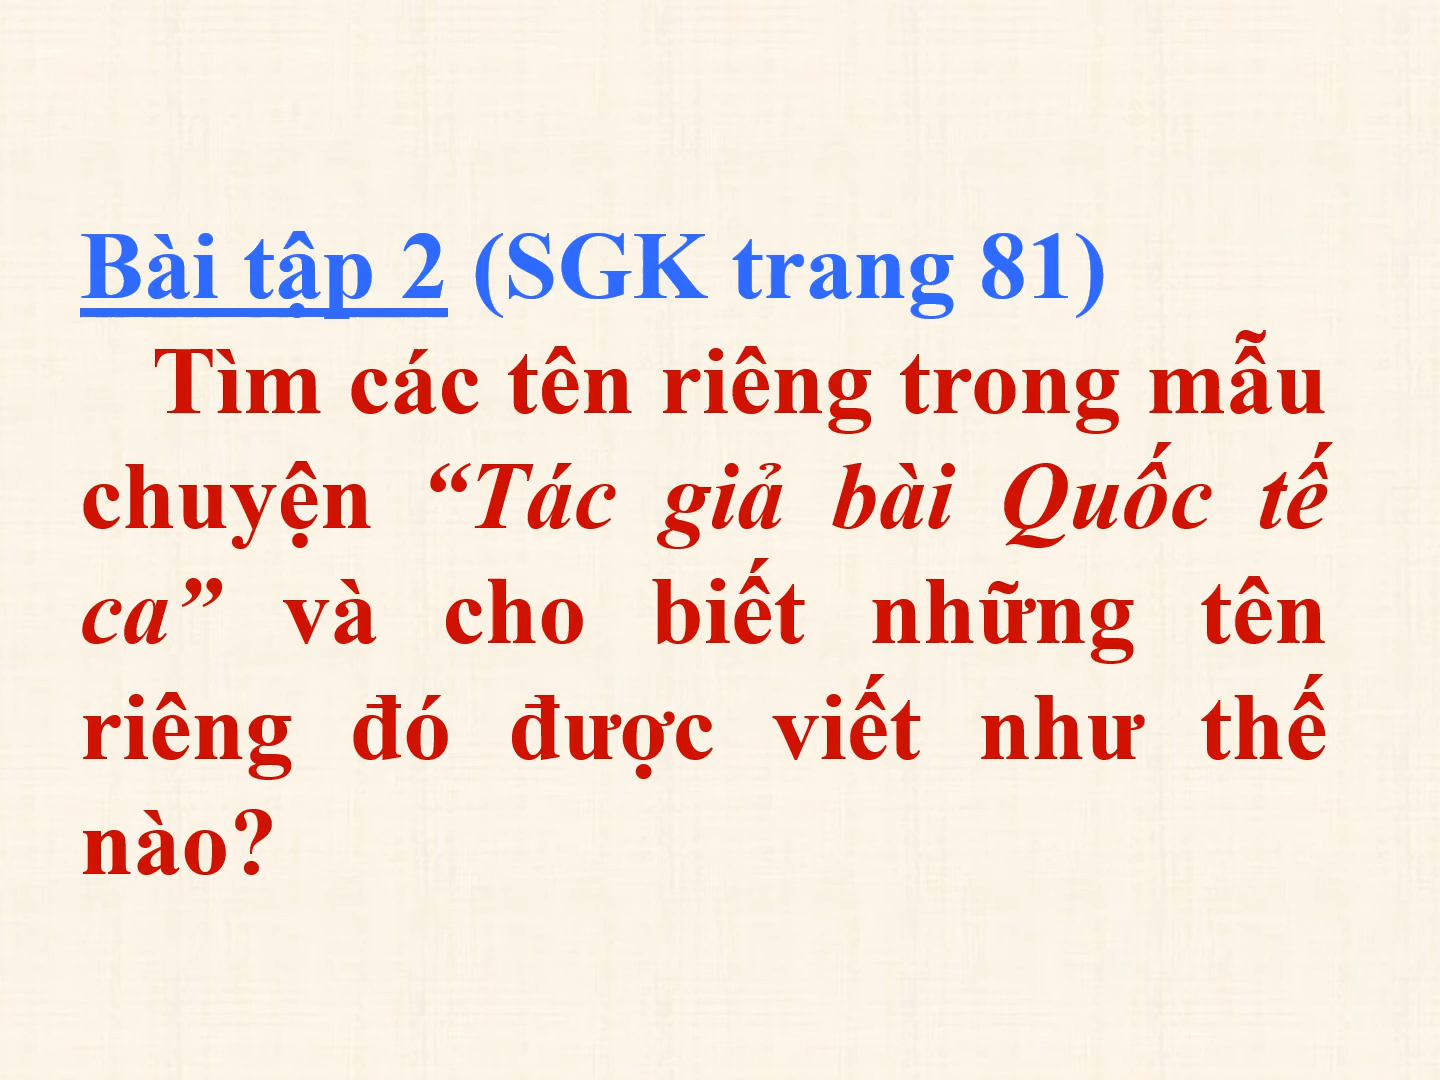 Bài tập 2 (SGK trang 81)
Tìm các tên riêng trong mẫu
chuyện “Tác giả bài Quốc tế
ca” và cho biết những tên
riêng đó được viết như thế
nào?